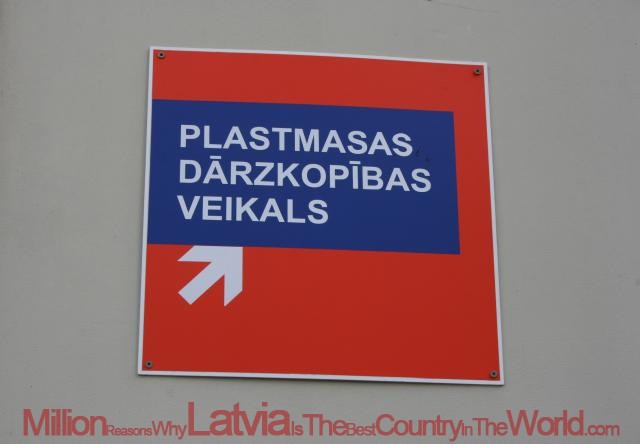 PLASTMASAS
DĀRZKOPĪBAS
VEIKALS
MillionReasonsWhyLatviaIsTheBestCountryInTheWorld.com